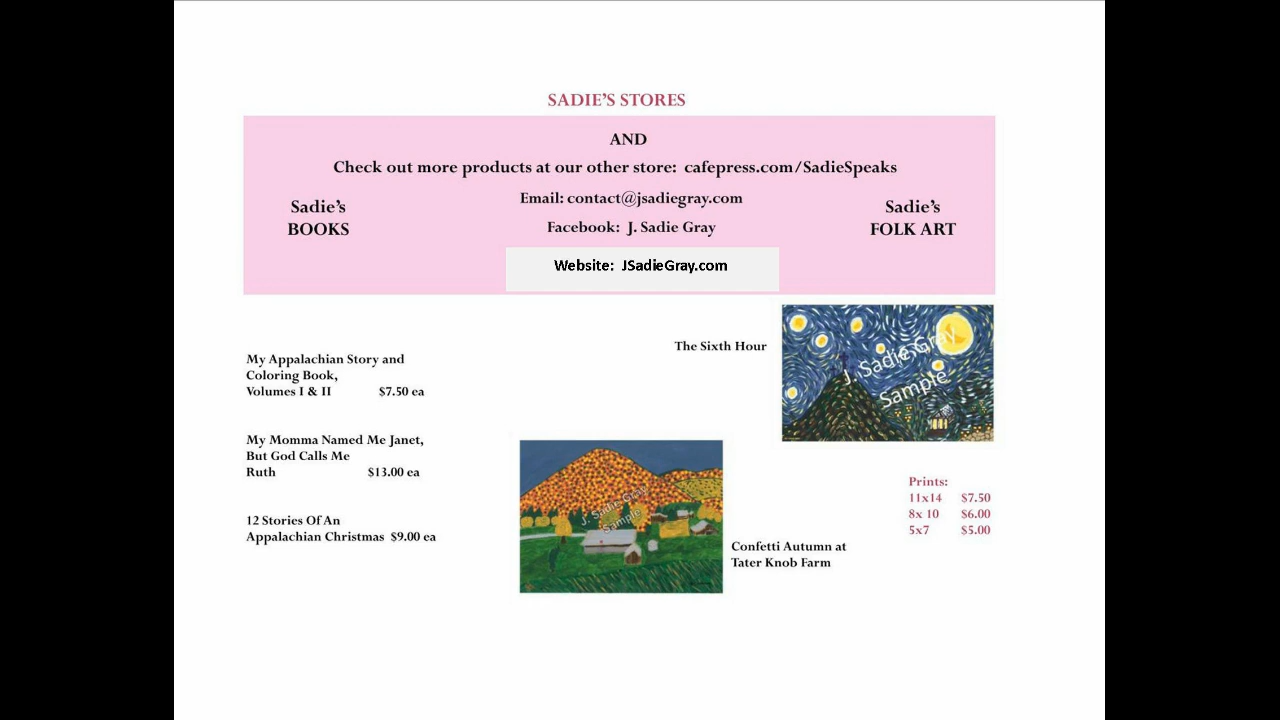 SADIE'S STORES
AND
Check out more products at our other store: cafepress.com/SadieSpeaks
Email: contact@jsadiegray.com
Facebook: J. Sadie Gray
Website: JSadieGray.com
Sadie's
BOOKS
Sadie's
FOLK ART
My Appalachian Story and
Coloring Book,
Volumes I & II $7.50 ea
My Momma Named Me Janet,
But God Calls Me
Ruth $13.00 ea
12 Stories Of An
Appalachian Christmas $9.00 ea
The Sixth Hour
J. Sadie Gray
Sample
J. Sadie Gray
Sample
Confetti Autumn at
Tater Knob Farm
Prints:
11x14 $7.50
8x 10 $6.00
5x7 $5.00